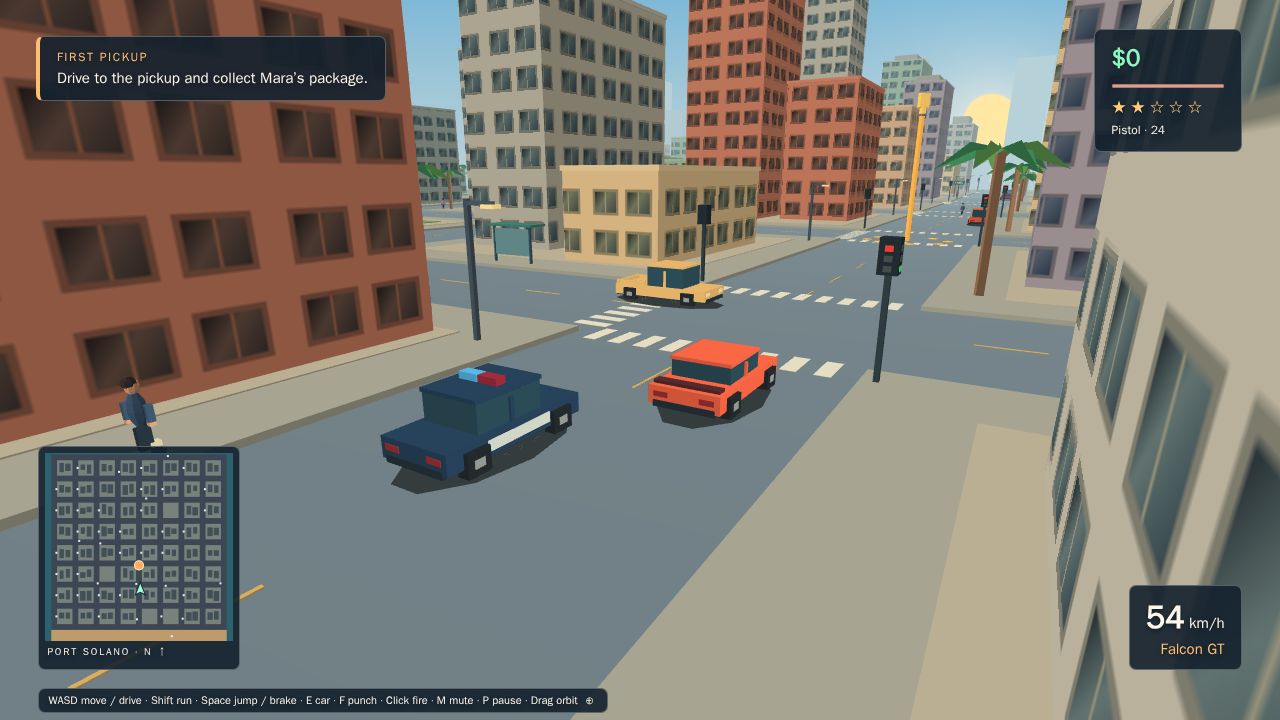 FIRST PICKUP
Drive to the pickup and collect Mara's package.
$0
★★☆☆☆
Pistol · 24
PORT SOLANO · N ↑
54 km/h
Falcon GT
WASD move / drive · Shift run · Space jump / brake · E car · F punch · Click fire · M mute · P pause · Drag orbit ⊕